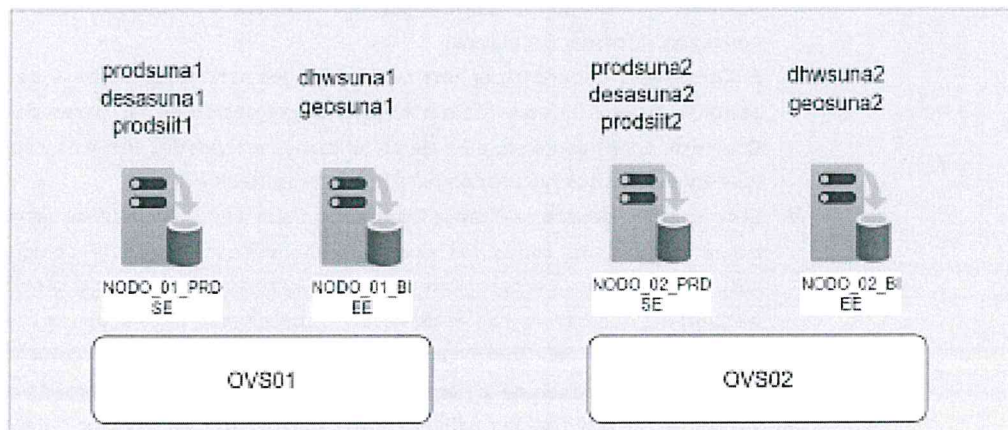 prodsuna1
desasuna1
prodsiit1
dhwsuna1
geosuna1
prodsuna2
desasuna2
prodsiit2
dhwsuna2
geosuna2
NODO_01_PRD
SE
NODO_01_BI
EE
NODO_02_PRD
SE
NODO_02_BI
EE
OVS01
OVS02